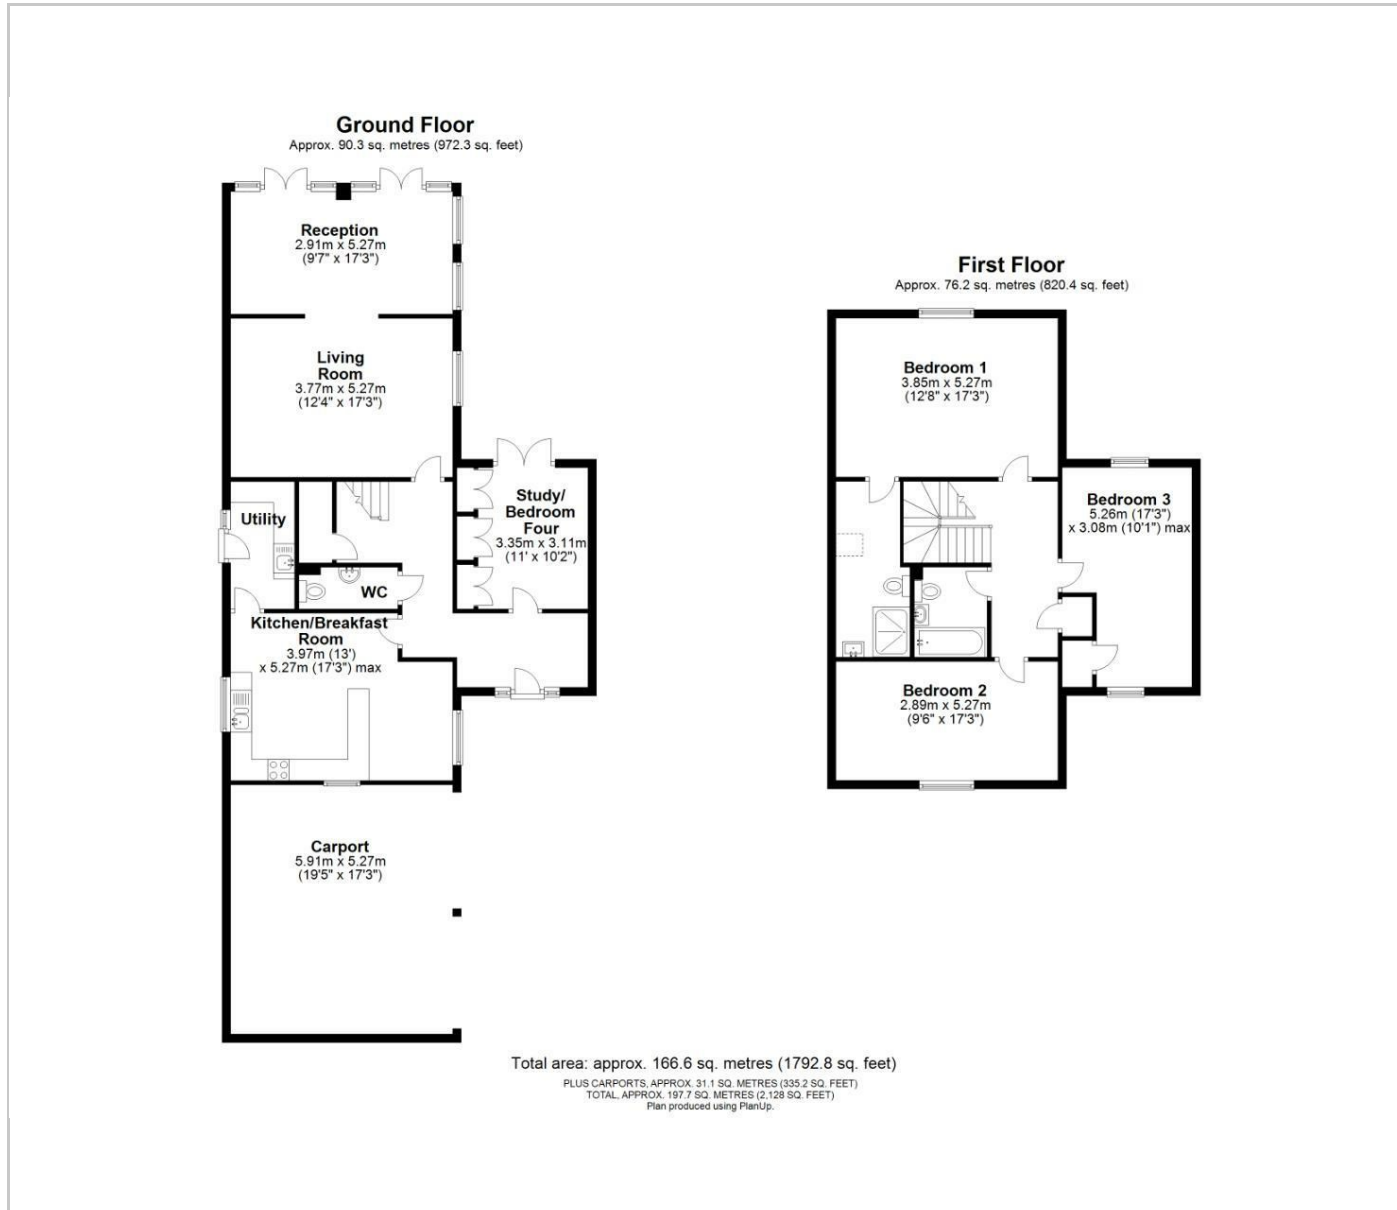 Ground Floor
Approx. 90.3 sq. metres (972.3 sq. feet)
Reception
2.91m x 5.27m
(9'7" x 17'3")
Living
Room
3.77m x 5.27m
(12'4" x 17'3")
Study/
Bedroom
Four
3.35m x 3.11m
(11' x 10'2")
Utility
WC
Kitchen/Breakfast
Room
3.97m (13')
x 5.27m (17'3") max
Carport
5.91m x 5.27m
(19'5" x 17'3")
First Floor
Approx. 76.2 sq. metres (820.4 sq. feet)
Bedroom 1
3.85m x 5.27m
(12'8" x 17'3")
Bedroom 3
5.26m (17'3")
x 3.08m (10'1") max
Bedroom 2
2.89m x 5.27m
(9'6" x 17'3")
Total area: approx. 166.6 sq. metres (1792.8 sq. feet)
PLUS CARPORTS, APPROX. 31.1 SQ. METRES (335.2 SQ. FEET)
TOTAL, APPROX. 197.7 SQ. METRES (2,128 SQ. FEET)
Plan produced using PlanUp.